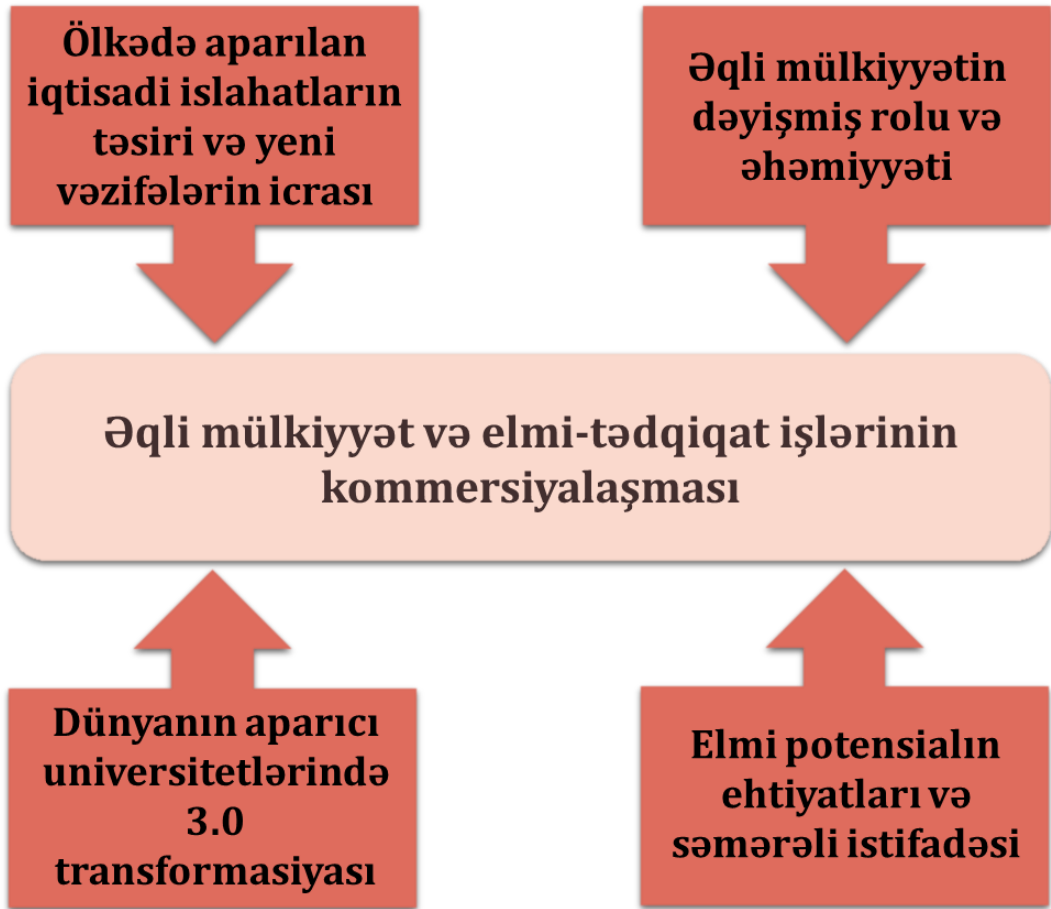 Ölkədə aparılan
iqtisadi islahatların
təsiri və yeni
vəzifələrin icrası
Əqli mülkiyyətin
dəyişmiş rolu və
əhəmiyyəti
Əqli mülkiyyət və elmi-tədqiqat işlərinin
kommersiyalaşması
Dünyanın aparıcı
universitetlərində
3.0
transformasiyası
Elmi potensialın
ehtiyatları və
səmərəli istifadəsi